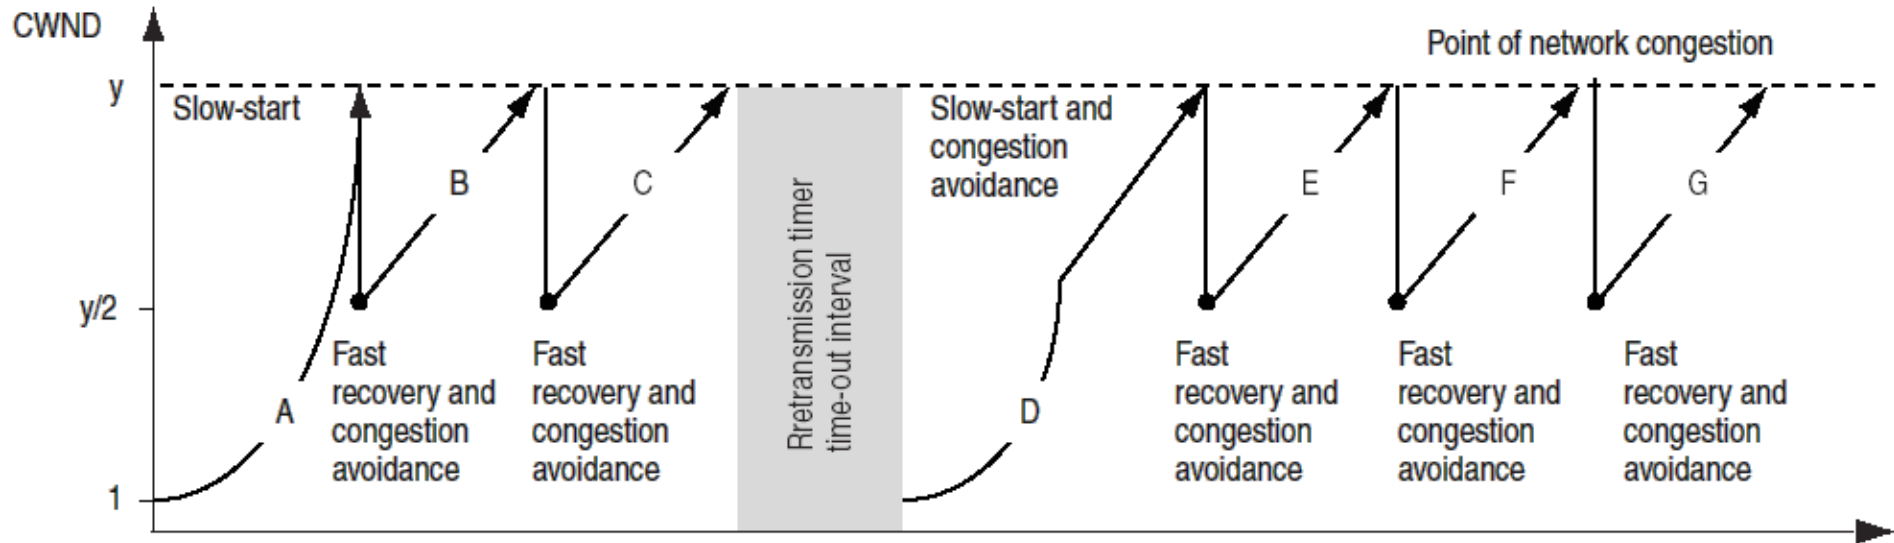 CWND
Point of network congestion
y
Slow-start
Slow-start and
congestion
avoidance
B
C
E
F
G
Rretransmission timer
time-out interval
y/2
Fast
recovery and
congestion
avoidance
Fast
recovery and
congestion
avoidance
Fast
recovery and
congestion
avoidance
Fast
recovery and
congestion
avoidance
Fast
recovery and
congestion
avoidance
A
D
1